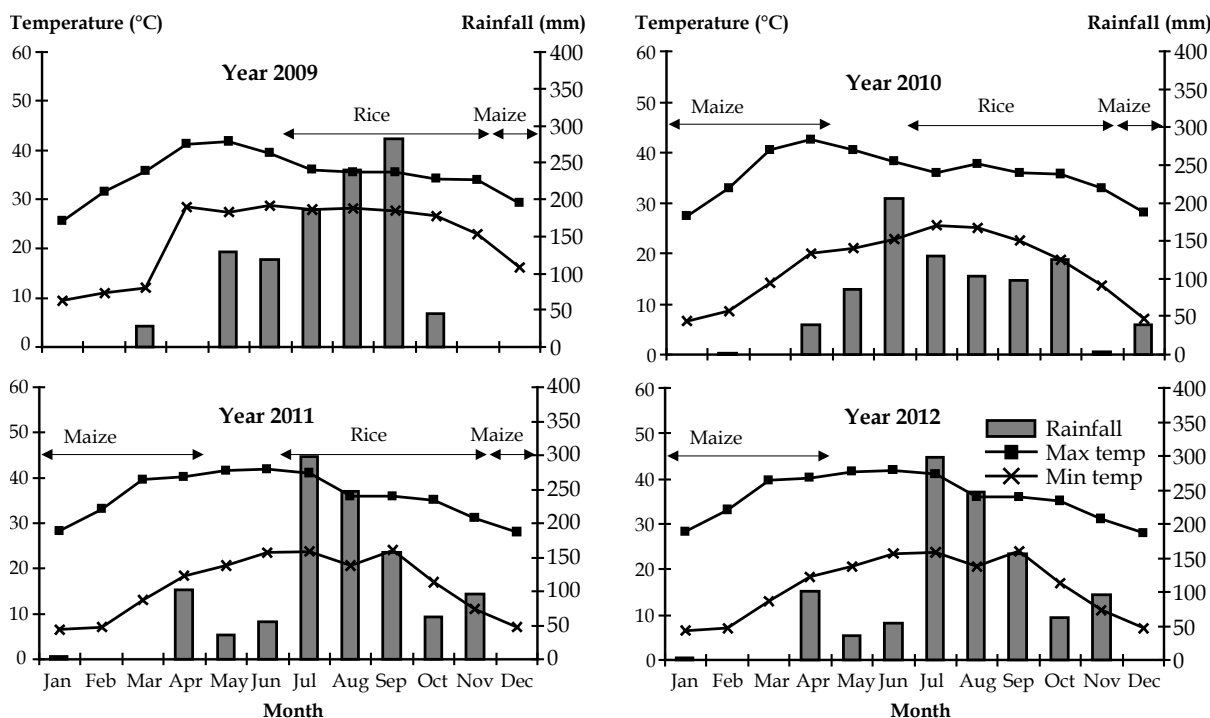 Temperature (°C) Rainfall (mm)
60 400
Year 2009
50 350
Rice Maize
300
40
250
30 200
150
20
100
10
50
0 0
Temperature (°C) Rainfall (mm)
60 400
Year 2010
50 350
Maize Rice Maize
300
40
250
30 200
150
20
100
10
50
0 0
60 400
Year 2011
50 350
Maize Rice Maize
300
40
250
30 200
150
20
100
10
50
0 0
Jan Feb Mar Apr May Jun Jul Aug Sep Oct Nov Dec
Month
60 400
Year 2012
50 350
Maize
300
40
250
30 200
150
20
100
10
50
0 0
Rainfall
Max temp
Min temp
Jan Feb Mar Apr May Jun Jul Aug Sep Oct Nov Dec
Month